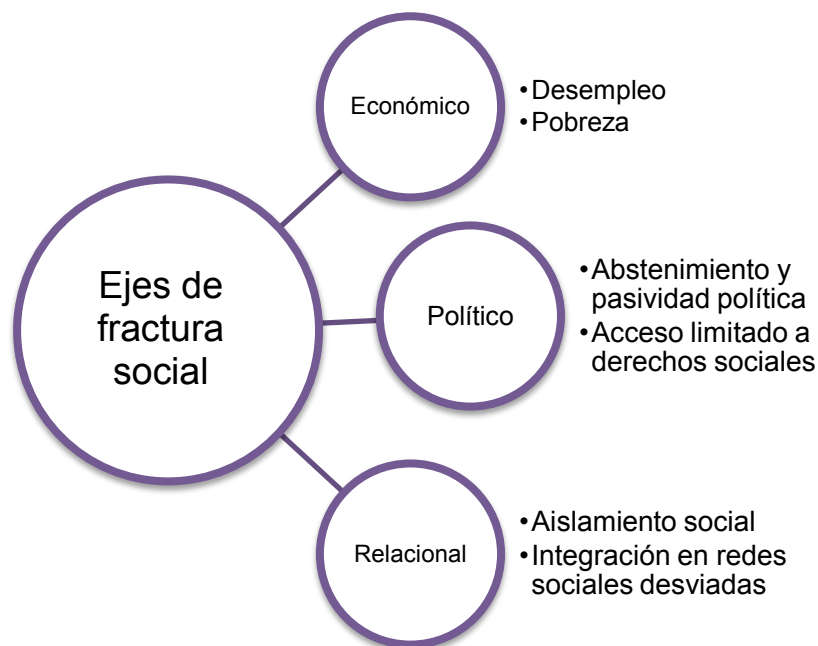 Ejes de
fractura
social
Económico
•Desempleo
•Pobreza
Político
•Abstenimiento y
pasividad política
•Acceso limitado a
derechos sociales
Relacional
•Aislamiento social
•Integración en redes
sociales desviadas